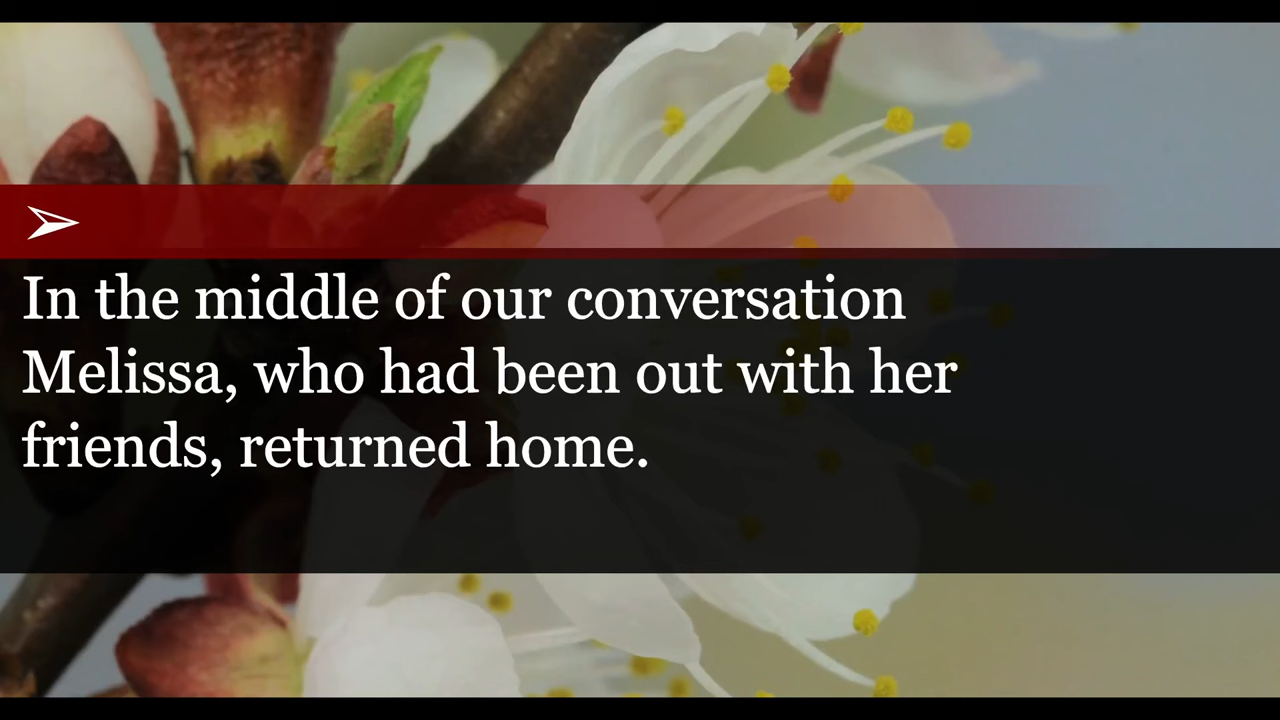 In the middle of our conversation
Melissa, who had been out with her
friends, returned home.